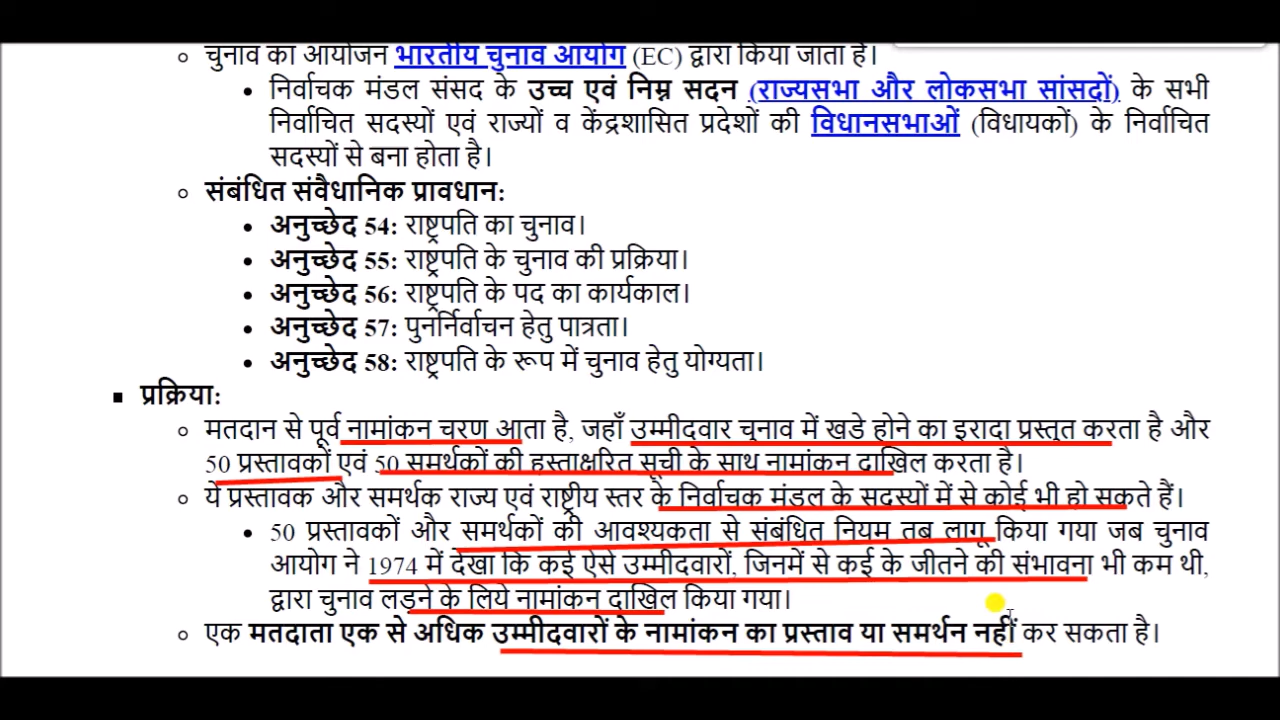 चुनाव का आयोजन भारतीय चुनाव आयोग (EC) द्वारा किया जाता है।
निर्वाचक मंडल संसद के उच्च एवं निम्न सदन (राज्यसभा और लोकसभा सांसदों) के सभी
निर्वाचित सदस्यों एवं राज्यों व केंद्रशासित प्रदेशों की विधानसभाओं (विधायकों) के निर्वाचित
सदस्यों से बना होता है।
संबंधित संवैधानिक प्रावधान:
अनुच्छेद 54: राष्ट्रपति का चुनाव।
अनुच्छेद 55: राष्ट्रपति के चुनाव की प्रक्रिया।
अनुच्छेद 56: राष्ट्रपति के पद का कार्यकाल।
अनुच्छेद 57: पुनर्निर्वाचन हेतु पात्रता।
अनुच्छेद 58: राष्ट्रपति के रूप में चुनाव हेतु योग्यता।
प्रक्रिया:
मतदान से पूर्व नामांकन चरण आता है, जहाँ उम्मीदवार चुनाव में खडे होने का इरादा प्रस्तुत करता है और
50 प्रस्तावकों एवं 50 समर्थकों की हस्ताक्षरित सूची के साथ नामांकन दाखिल करता है।
ये प्रस्तावक और समर्थक राज्य एवं राष्ट्रीय स्तर के निर्वाचक मंडल के सदस्यों में से कोई भी हो सकते हैं।
50 प्रस्तावकों और समर्थकों की आवश्यकता से संबंधित नियम तब लागू किया गया जब चुनाव
आयोग ने 1974 में देखा कि कई ऐसे उम्मीदवारों, जिनमें से कई के जीतने की संभावना भी कम थी,
द्वारा चुनाव लड़ने के लिये नामांकन दाखिल किया गया।
एक मतदाता एक से अधिक उम्मीदवारों के नामांकन का प्रस्ताव या समर्थन नहीं कर सकता है।